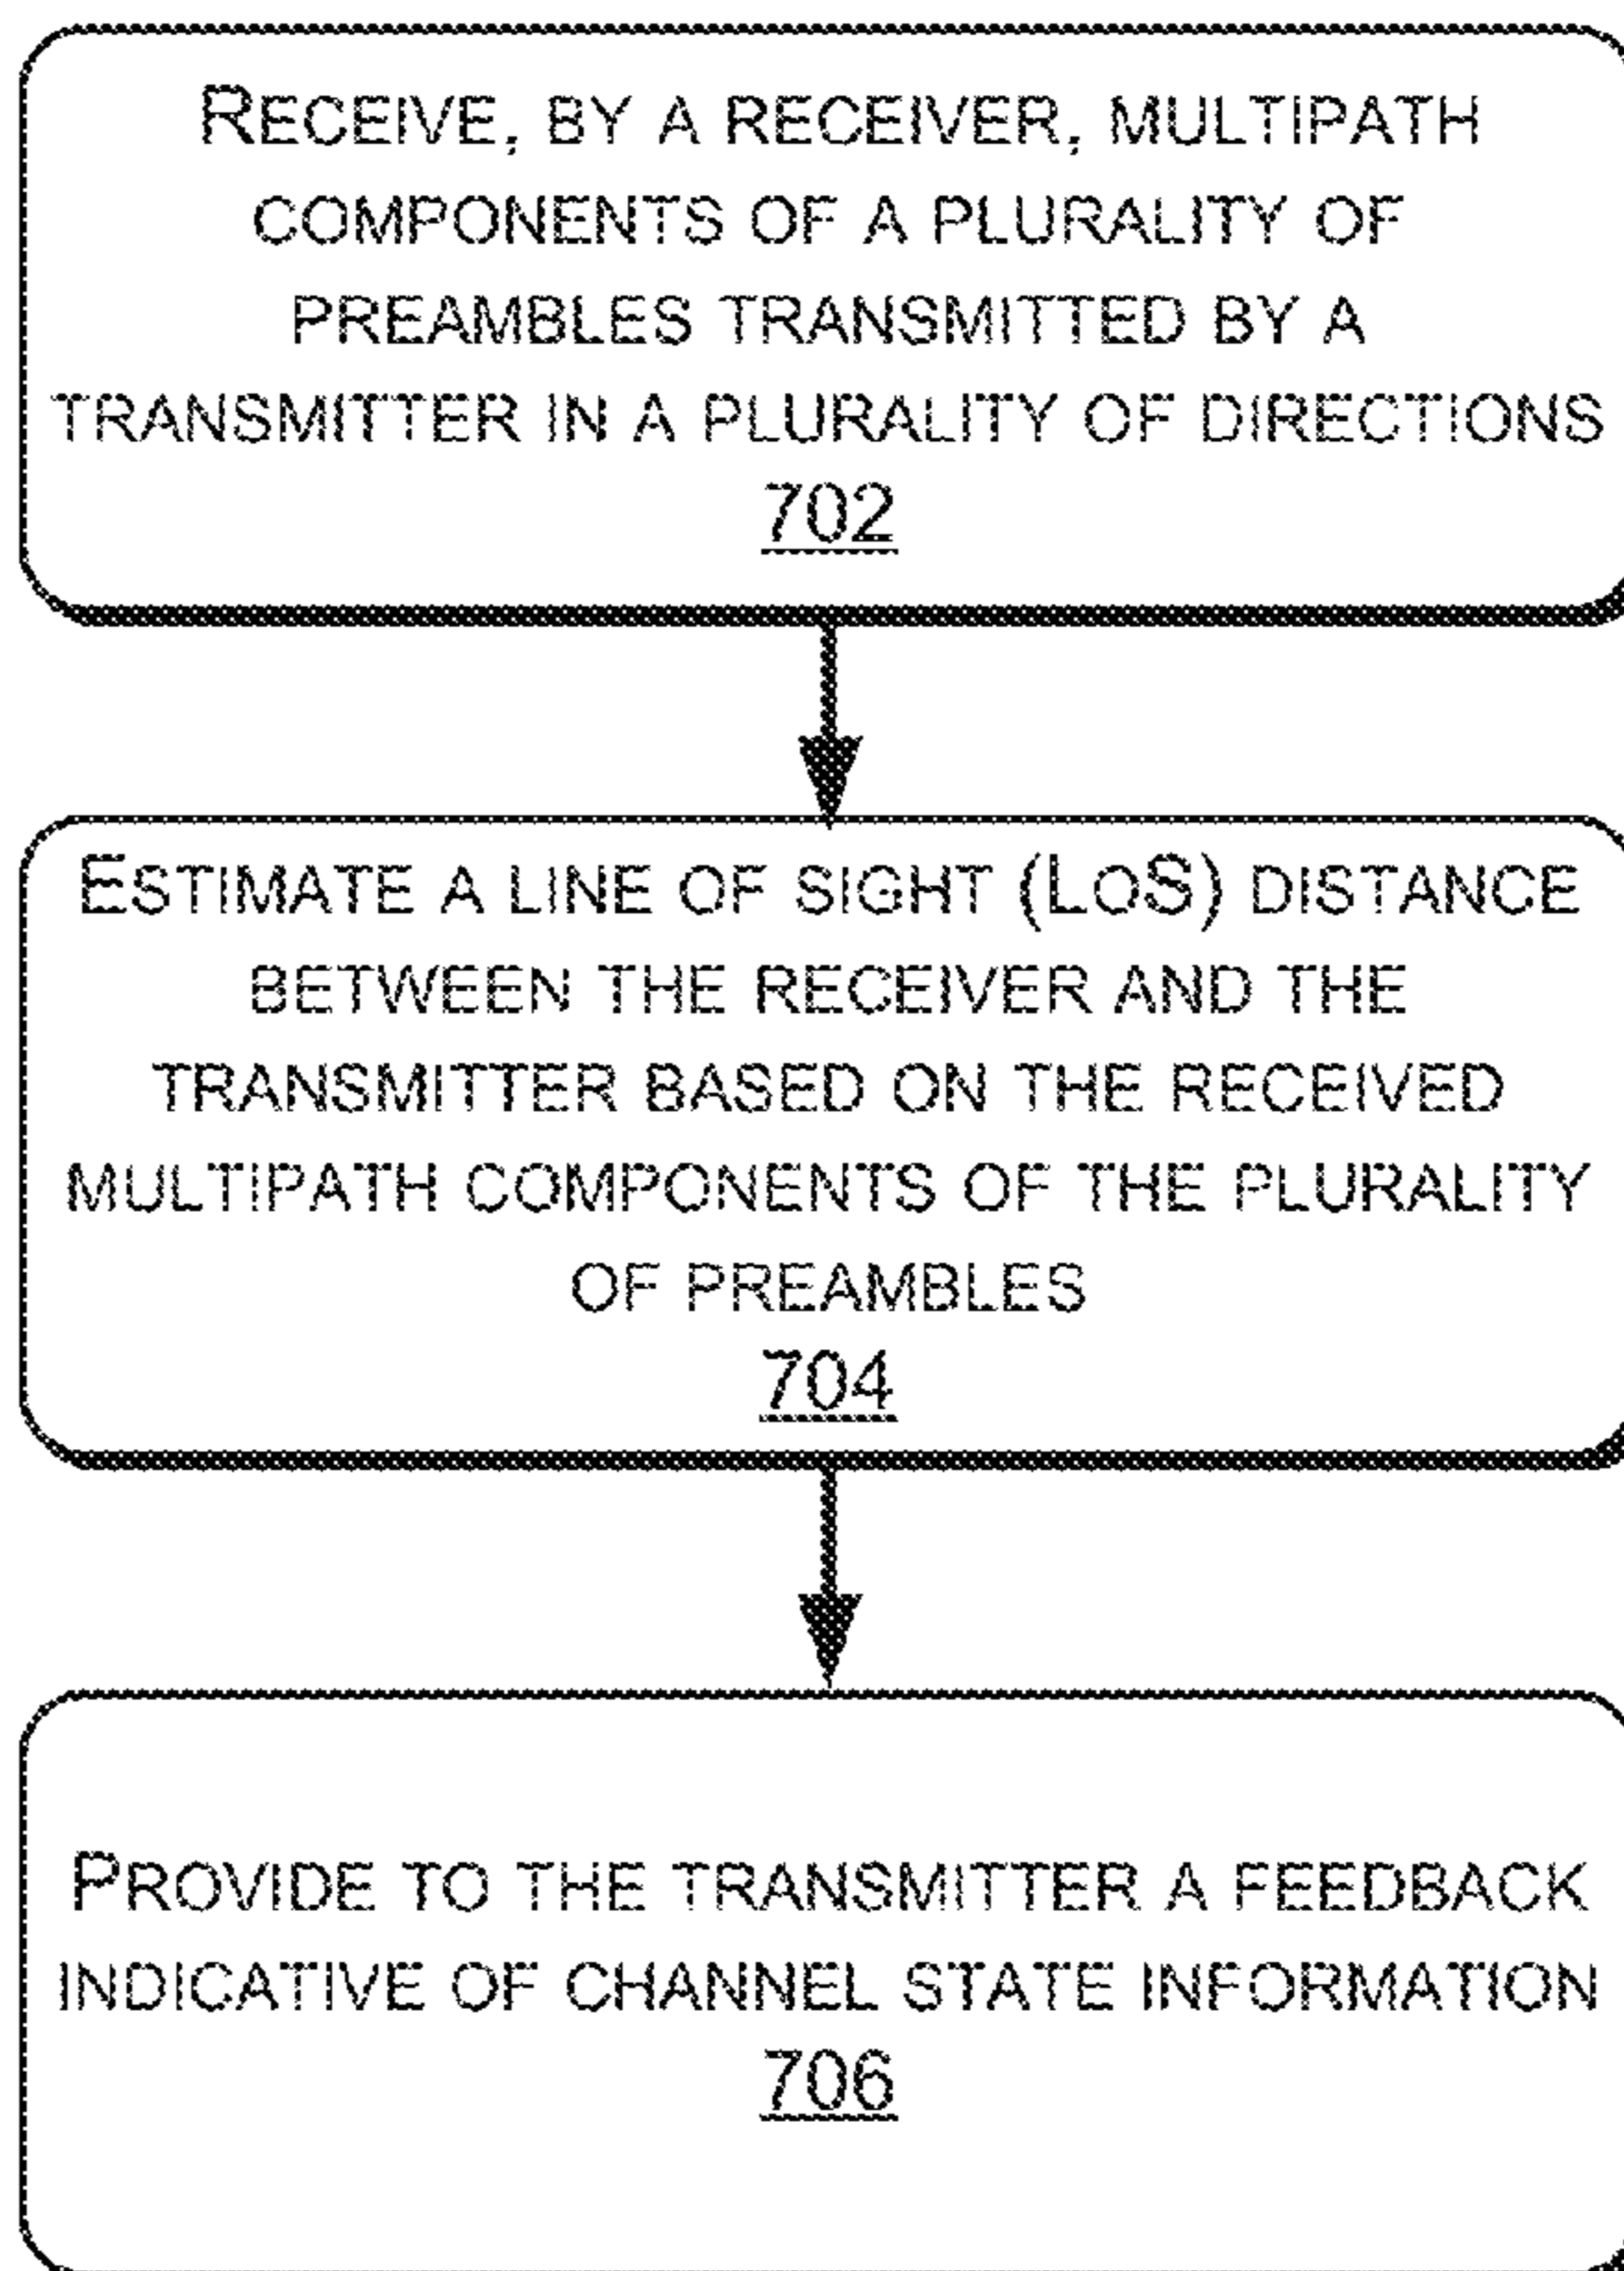 RECEIVE, BY A RECEIVER, MULTIPATH
COMPONENTS OF A PLURALITY OF
PREAMBLES TRANSMITTED BY A
TRANSMITTER IN A PLURALITY OF DIRECTIONS
702
ESTIMATE A LINE OF SIGHT (LOS) DISTANCE
BETWEEN THE RECEIVER AND THE
TRANSMITTER BASED ON THE RECEIVED
MULTIPATH COMPONENTS OF THE PLURALITY
OF PREAMBLES
704
PROVIDE TO THE TRANSMITTER A FEEDBACK
INDICATIVE OF CHANNEL STATE INFORMATION
706